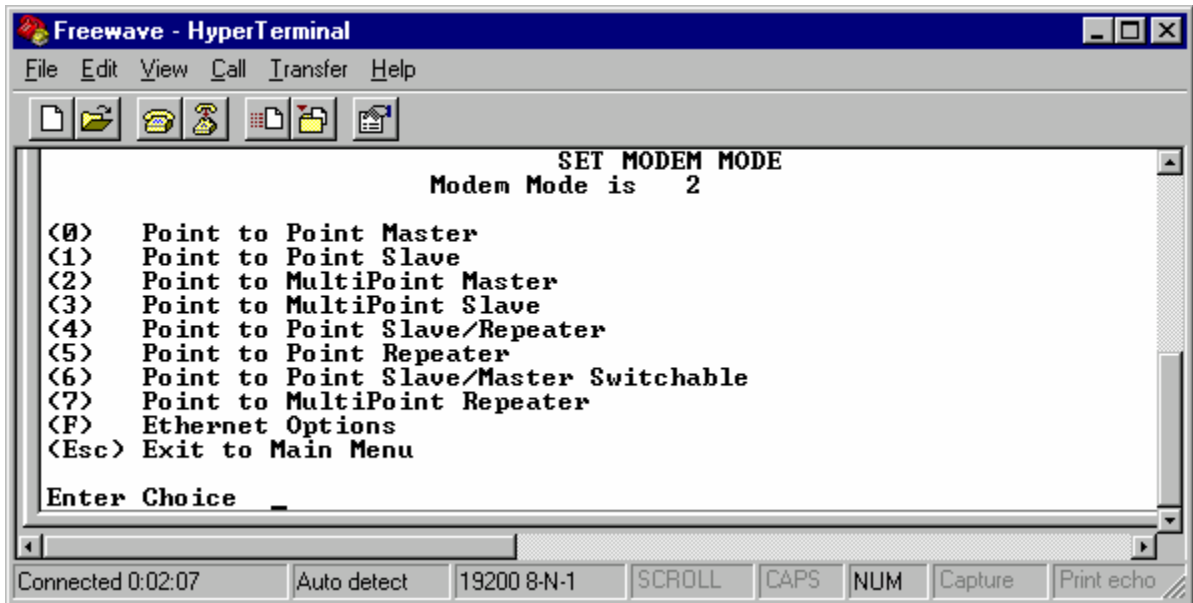 Freewave - HyperTerminal
File Edit View Call Transfer Help
SET MODEM MODE
Modem Mode is 2
(0) Point to Point Master
(1) Point to Point Slave
(2) Point to MultiPoint Master
(3) Point to MultiPoint Slave
(4) Point to Point Slave/Repeater
(5) Point to Point Repeater
(6) Point to Point Slave/Master Switchable
(7) Point to MultiPoint Repeater
(F) Ethernet Options
(Esc) Exit to Main Menu
Enter Choice _
Connected 0:02:07 Auto detect 19200 8-N-1 SCROLL CAPS NUM Capture Print echo